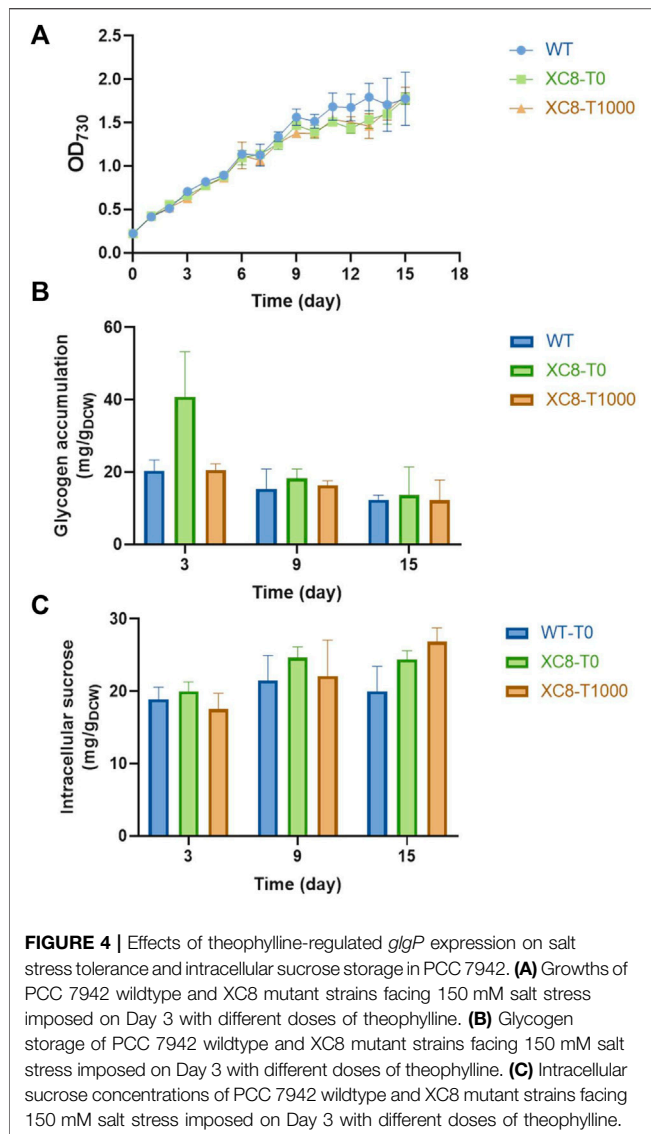 A
2.5
2.0
1.5
1.0
0.5
0.0
OD730
0 3 6 9 12 15 18
Time (day)
WT
XC8-T0
XC8-T1000
B
60
40
20
0
Glycogen accumulation
(mg/gDCW)
3 9 15
Time (day)
WT
XC8-T0
XC8-T1000
C
30
20
10
0
Intracellular sucrose
(mg/gDCW)
3 9 15
Time (day)
WT-T0
XC8-T0
XC8-T1000
FIGURE 4 | Effects of theophylline-regulated glgP expression on salt
stress tolerance and intracellular sucrose storage in PCC 7942. (A) Growths of
PCC 7942 wildtype and XC8 mutant strains facing 150 mM salt stress
imposed on Day 3 with different doses of theophylline. (B) Glycogen
storage of PCC 7942 wildtype and XC8 mutant strains facing 150 mM salt
stress imposed on Day 3 with different doses of theophylline. (C) Intracellular
sucrose concentrations of PCC 7942 wildtype and XC8 mutant strains facing
150 mM salt stress imposed on Day 3 with different doses of theophylline.